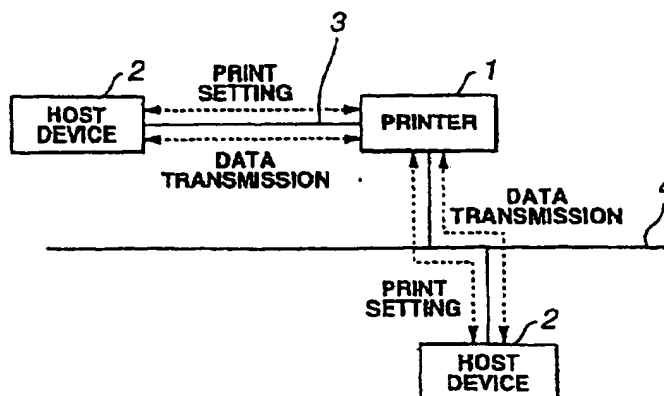 3
2
PRINT
SETTING
1
HOST
DEVICE
PRINTER
DATA
TRANSMISSION
DATA
TRANSMISSION
4
PRINT
SETTING
2
HOST
DEVICE